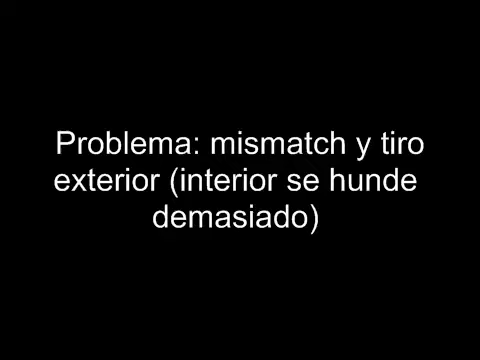 Problema: mismatch y tiro
exterior (interior se hunde
demasiado)